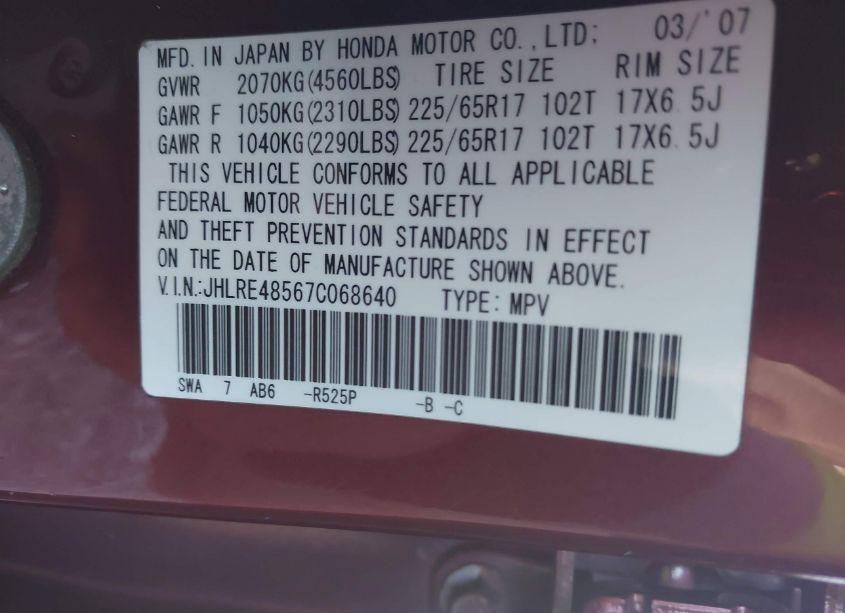 MFD. IN JAPAN BY HONDA MOTOR CO.,LTD: 03/'07
GVWR 2070KG(4560LBS) TIRE SIZE RIM SIZE
GAWR F 1050KG(2310LBS) 225/65R17 102T 17X6.5J
GAWR R 1040KG(2290LBS) 225/65R17 102T 17X6.5J
THIS VEHICLE CONFORMS TO ALL APPLICABLE
FEDERAL MOTOR VEHICLE SAFETY
AND THEFT PREVENTION STANDARDS IN EFFECT
ON THE DATE OF MANUFACTURE SHOWN ABOVE.
V.I.N.:JHLRE48567C068640 TYPE: MPV
SWA 7 AB6 -R525P -B -C